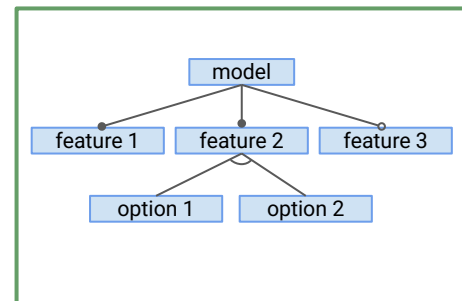 model
feature 1
feature 2
feature 3
option 1
option 2